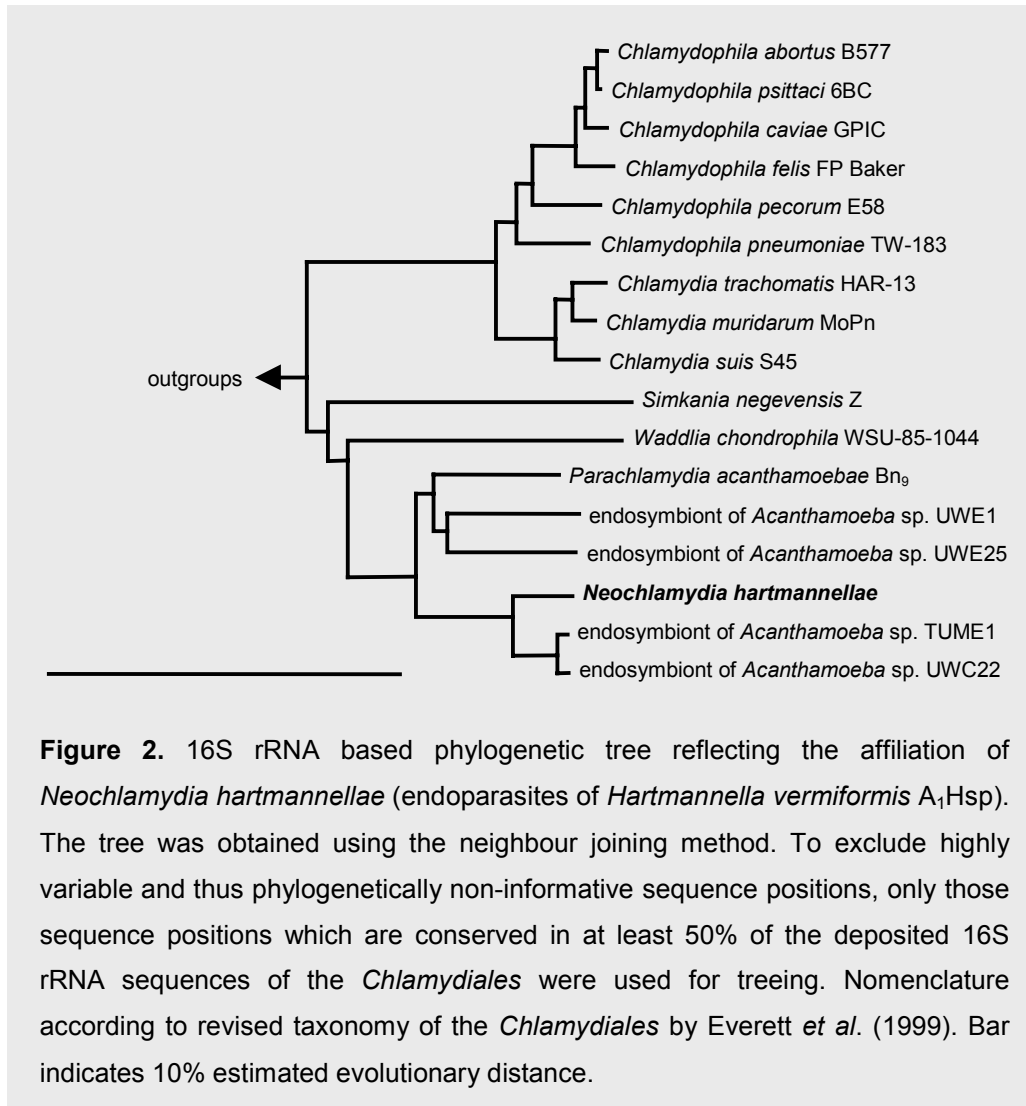 Chlamydophila abortus B577
Chlamydophila psittaci 6BC
Chlamydophila caviae GPIC
Chlamydophila felis FP Baker
Chlamydophila pecorum E58
Chlamydophila pneumoniae TW-183
Chlamydia trachomatis HAR-13
Chlamydia muridarum MoPn
Chlamydia suis S45
outgroups
Simkania negevensis Z
Waddlia chondrophila WSU-85-1044
Parachlamydia acanthamoebae Bn₉
endosymbiont of Acanthamoeba sp. UWE1
endosymbiont of Acanthamoeba sp. UWE25
Neochlamydia hartmannellae
endosymbiont of Acanthamoeba sp. TUME1
endosymbiont of Acanthamoeba sp. UWC22
Figure 2. 16S rRNA based phylogenetic tree reflecting the affiliation of
Neochlamydia hartmannellae (endoparasites of Hartmannella vermiformis A₁Hsp).
The tree was obtained using the neighbour joining method. To exclude highly
variable and thus phylogenetically non-informative sequence positions, only those
sequence positions which are conserved in at least 50% of the deposited 16S
rRNA sequences of the Chlamydiales were used for treeing. Nomenclature
according to revised taxonomy of the Chlamydiales by Everett et al. (1999). Bar
indicates 10% estimated evolutionary distance.